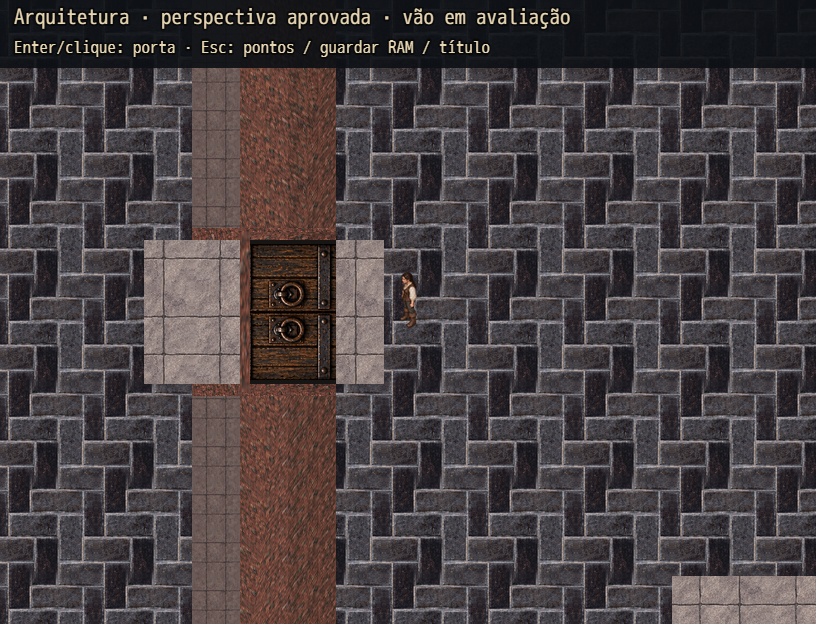 Arquitetura · perspectiva aprovada · vão em avaliação
Enter/clique: porta · Esc: pontos / guardar RAM / título